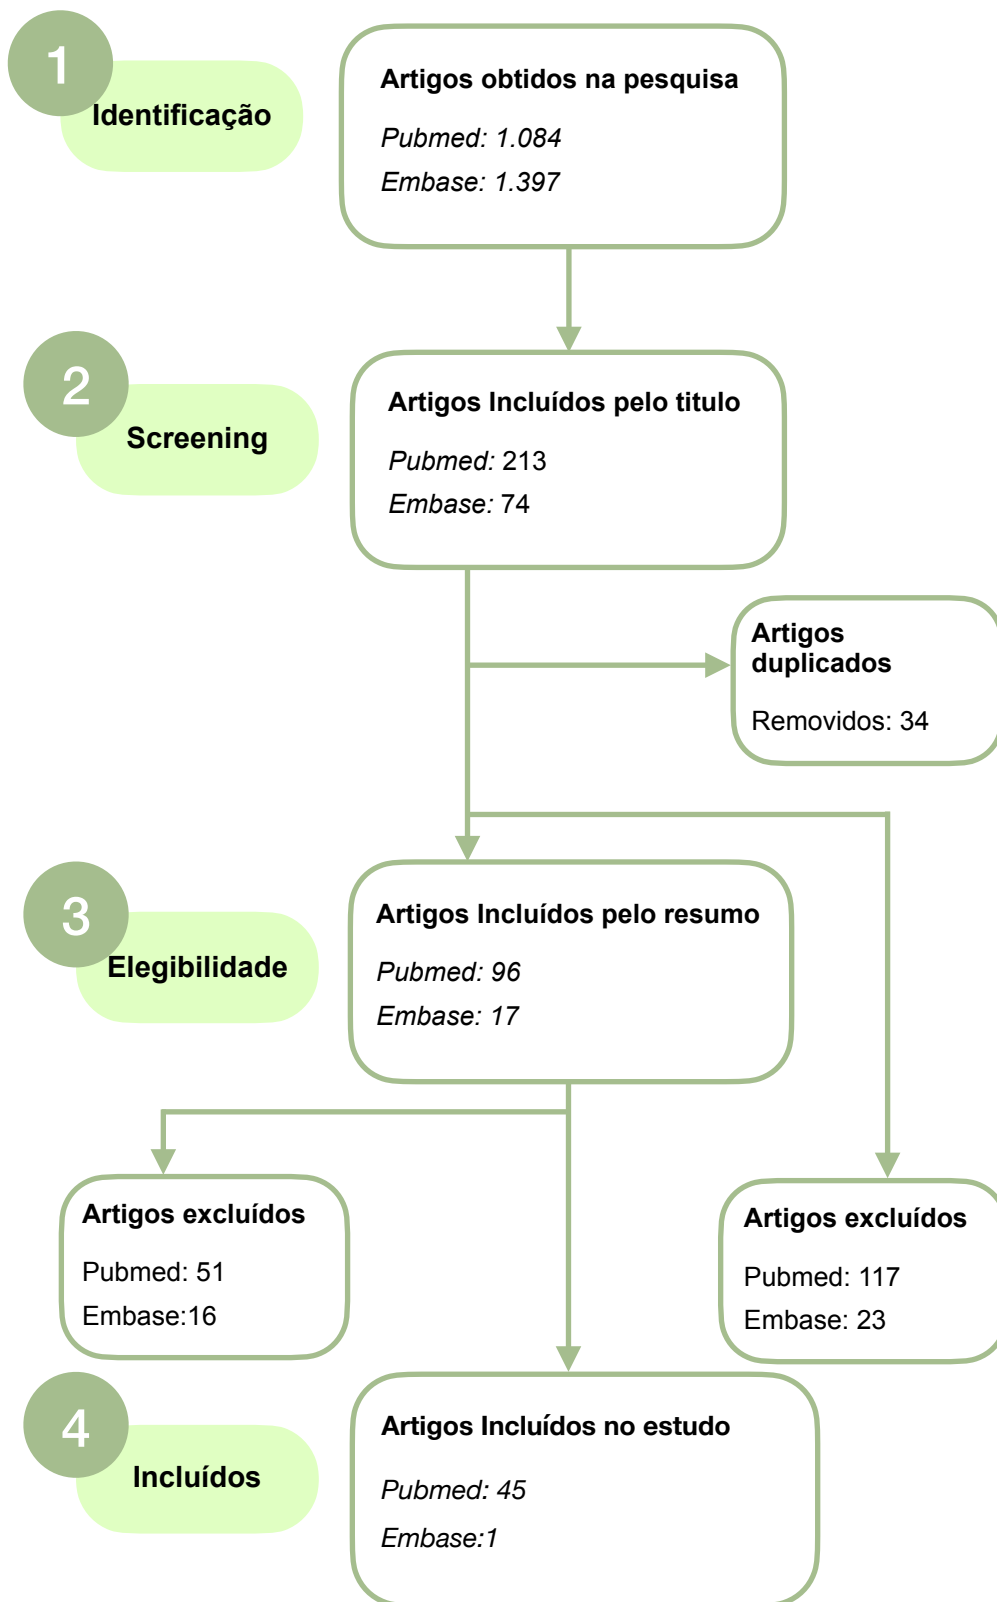 1
Identificação
Artigos obtidos na pesquisa
Pubmed: 1.084
Embase: 1.397
2
Screening
Artigos Incluídos pelo titulo
Pubmed: 213
Embase: 74
Artigos
duplicados
Removidos: 34
3
Elegibilidade
Artigos Incluídos pelo resumo
Pubmed: 96
Embase: 17
Artigos excluídos
Pubmed: 51
Embase:16
Artigos excluídos
Pubmed: 117
Embase: 23
4
Incluídos
Artigos Incluídos no estudo
Pubmed: 45
Embase:1